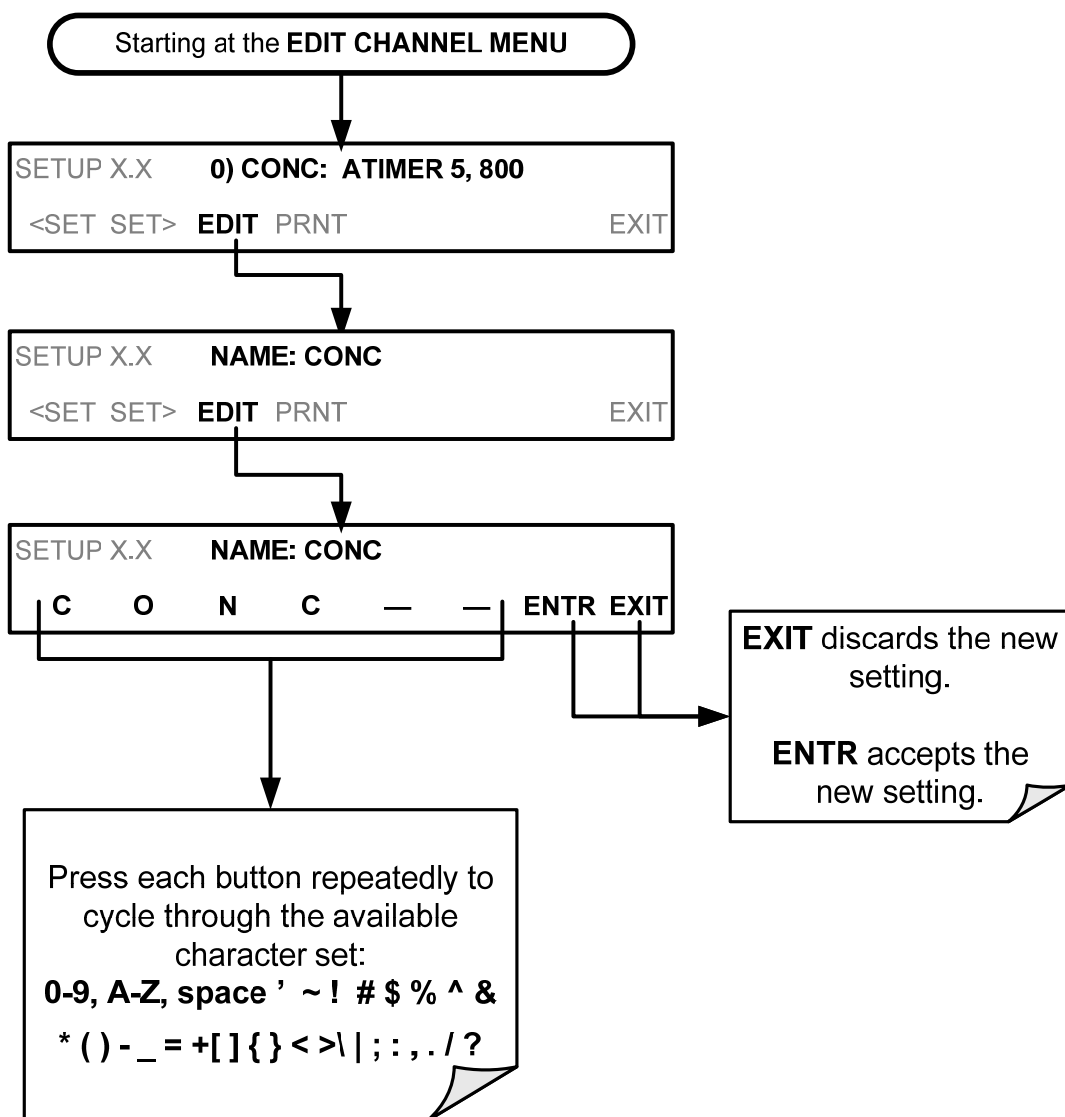 Starting at the EDIT CHANNEL MENU
SETUP X.X 0) CONC: ATIMER 5, 800
<SET SET> EDIT PRNT EXIT
SETUP X.X NAME: CONC
<SET SET> EDIT PRNT EXIT
SETUP X.X NAME: CONC
C O N C — — ENTR EXIT
EXIT discards the new
setting.
ENTR accepts the
new setting.
Press each button repeatedly to
cycle through the available
character set:
0-9, A-Z, space ’ ~ ! # $ % ^ &
* ( ) - _ = +[ ] { } < >\ | ; : , . / ?